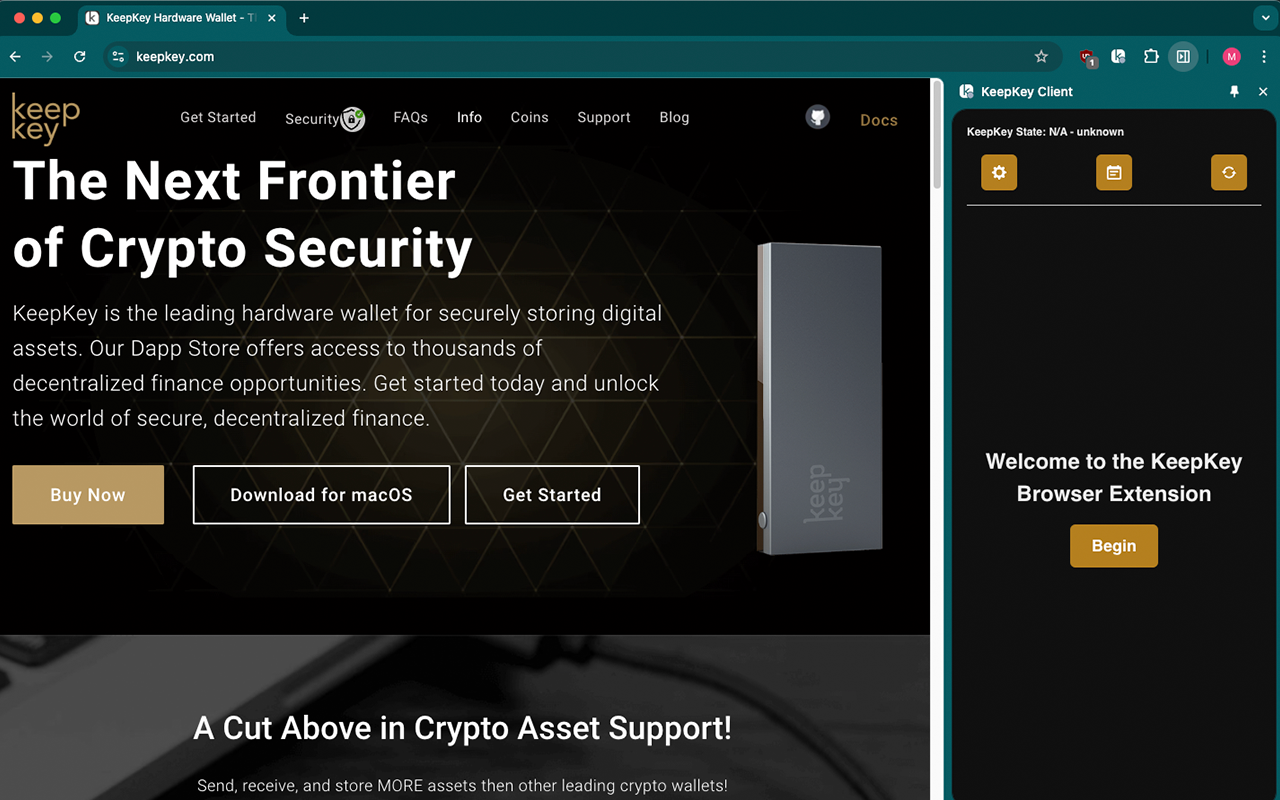 KeepKey Hardware Wallet - T
keepkey.com
1
M
KeepKey Client
keep
key
Get Started
Security
FAQs
Info
Coins
Support
Blog
Docs
The Next Frontier
of Crypto Security
KeepKey is the leading hardware wallet for securely storing digital
assets. Our Dapp Store offers access to thousands of
decentralized finance opportunities. Get started today and unlock
the world of secure, decentralized finance.
Buy Now
Download for macOS
Get Started
keep
key
A Cut Above in Crypto Asset Support!
Send, receive, and store MORE assets then other leading crypto wallets!
KeepKey State: N/A - unknown
Welcome to the KeepKey
Browser Extension
Begin